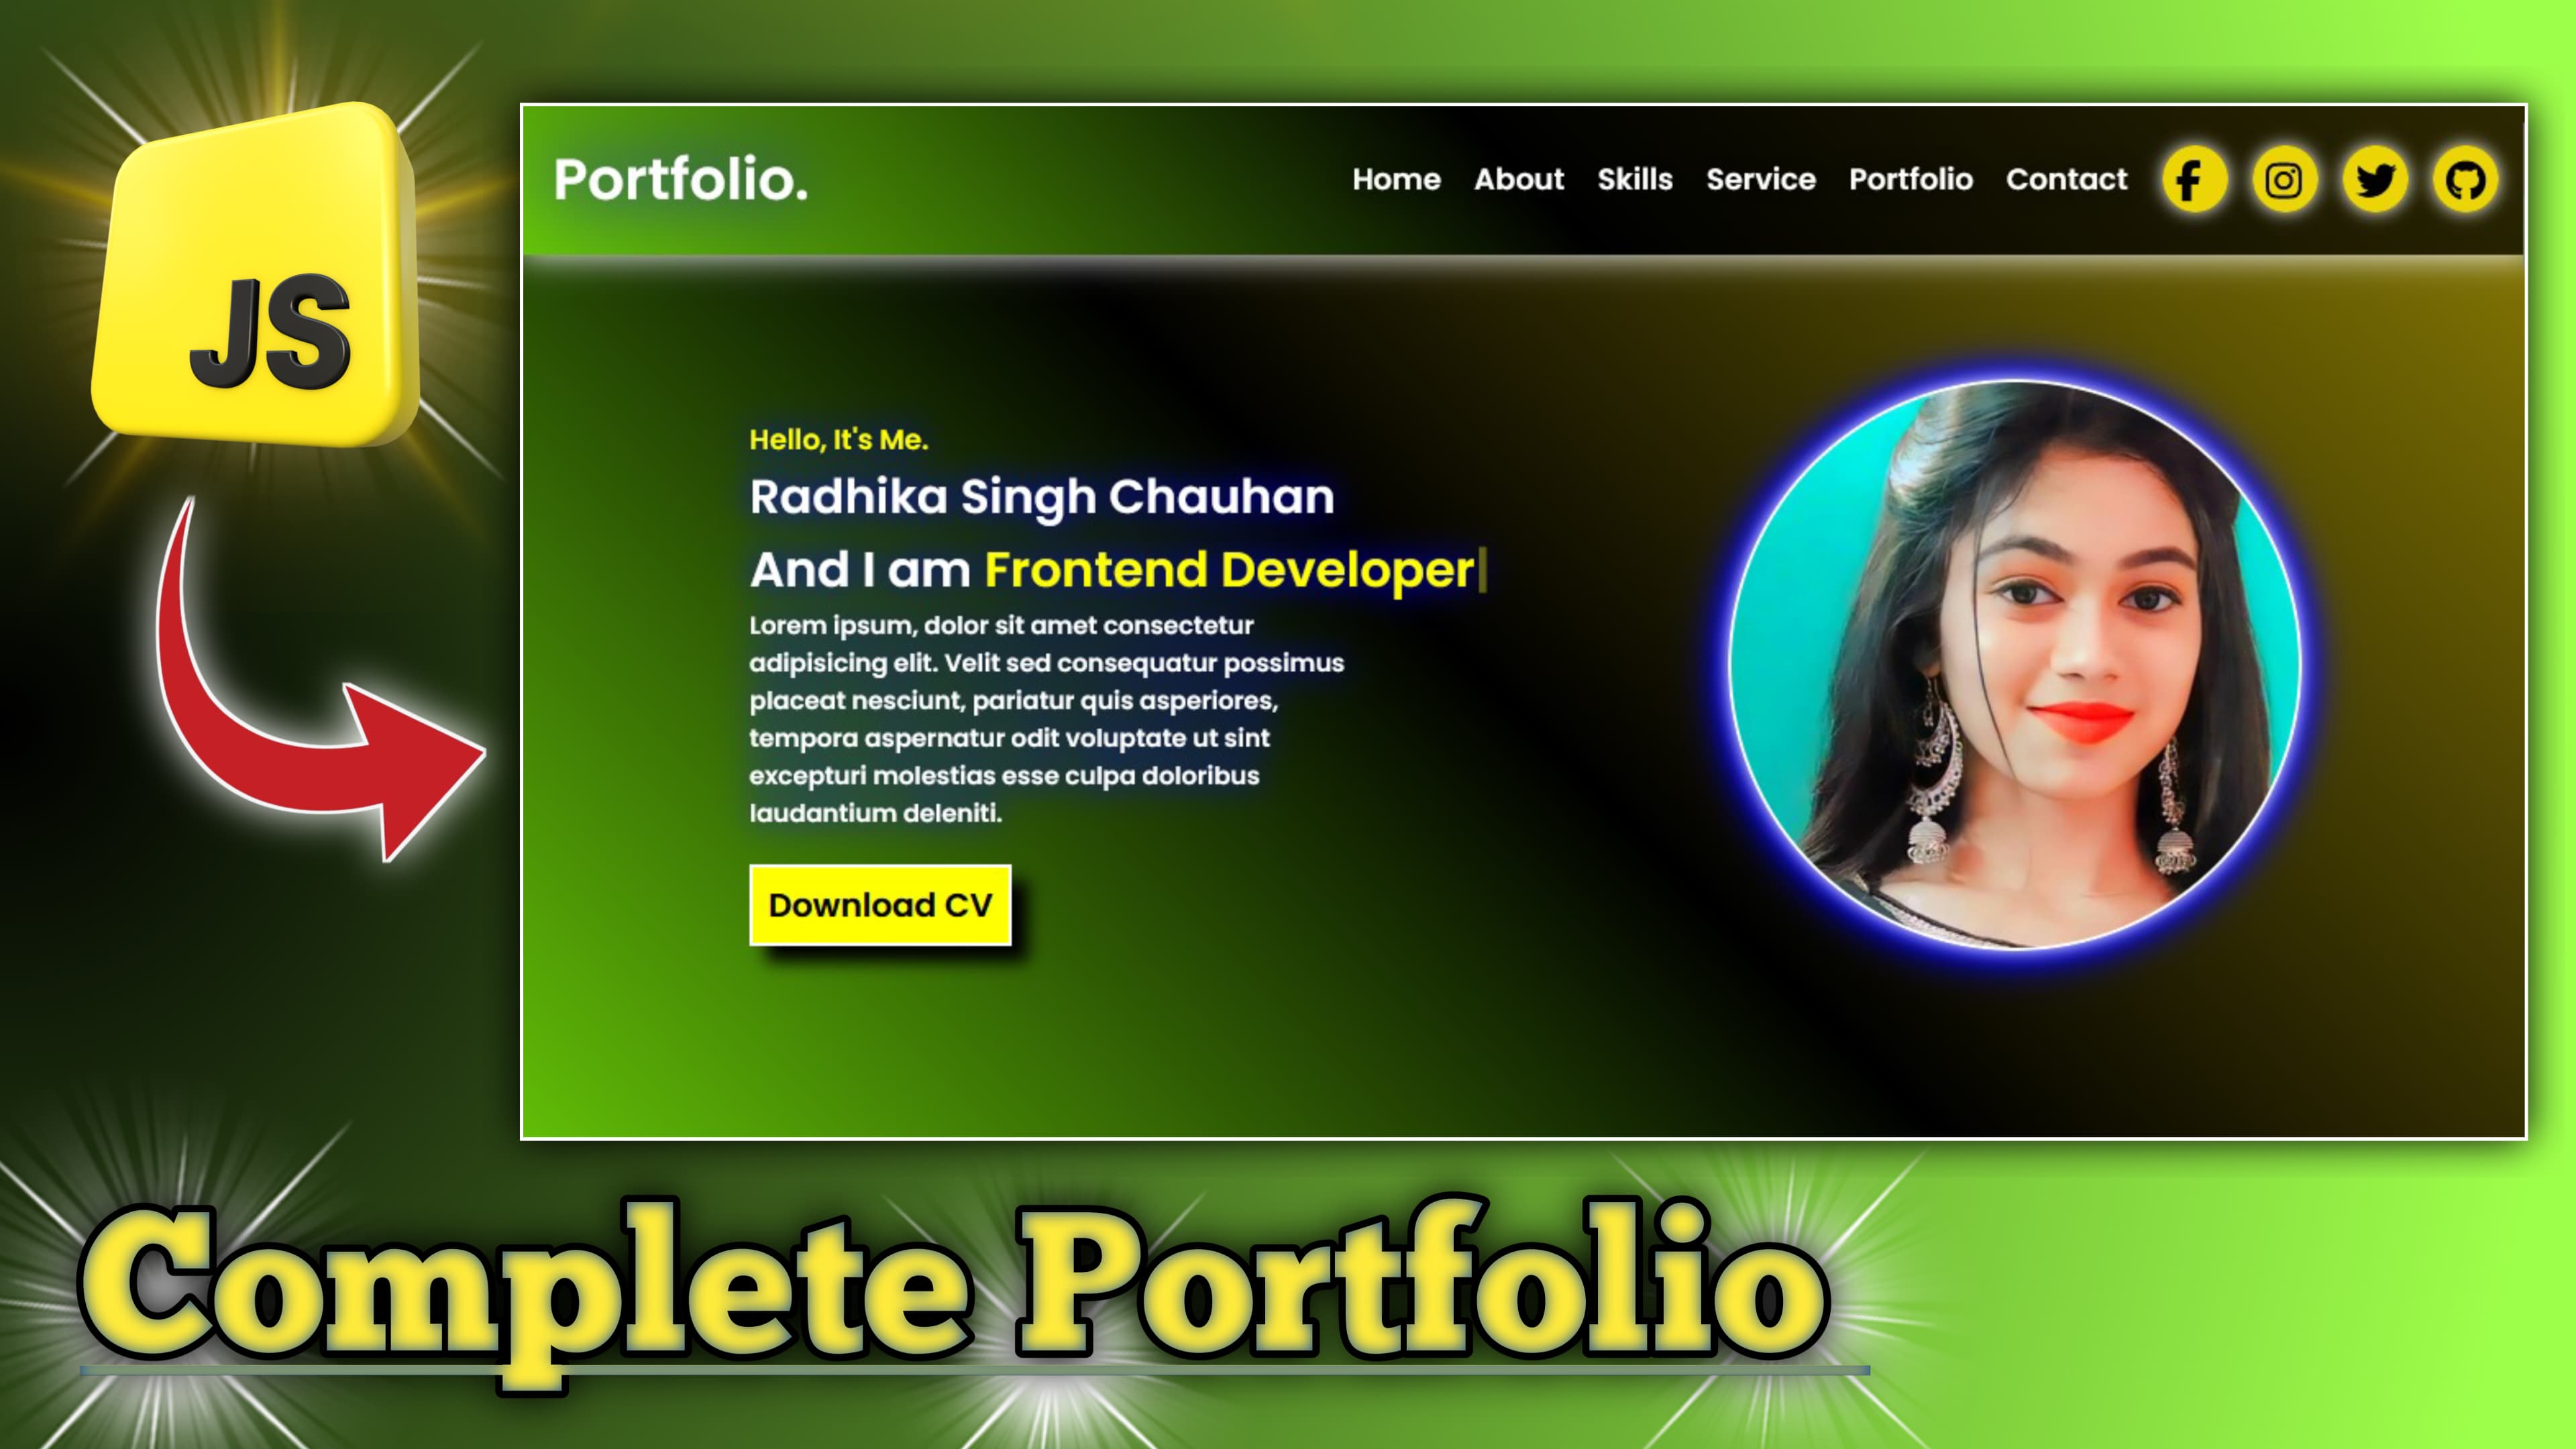 JS
Portfolio.
Home About Skills Service Portfolio Contact
Hello, It's Me.
Radhika Singh Chauhan
And I am Frontend Developer
Lorem ipsum, dolor sit amet consectetur
adipisicing elit. Velit sed consequatur possimus
placeat nesciunt, pariatur quis asperiores,
tempora aspernatur odit voluptate ut sint
excepturi molestias esse culpa doloribus
laudantium deleniti.
Download CV
Complete Portfolio